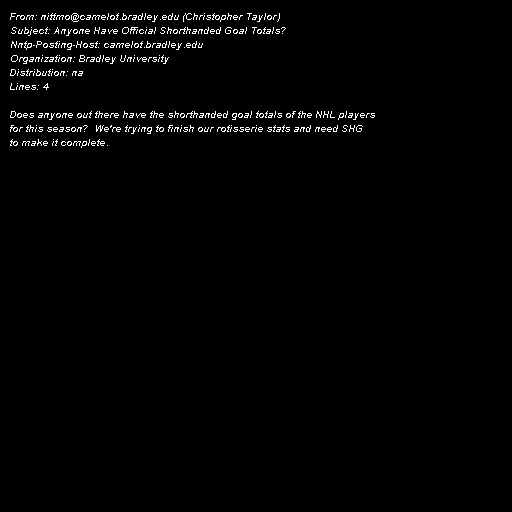 From: nittmo@camelot.bradley.edu (Christopher Taylor)
Subject: Anyone Have Official Shorthanded Goal Totals?
Nntp-Posting-Host: camelot.bradley.edu
Organization: Bradley University
Distribution: na
Lines: 4

Does anyone out there have the shorthanded goal totals of the NHL players
for this season?  We're trying to finish our rotisserie stats and need SHG
to make it complete.